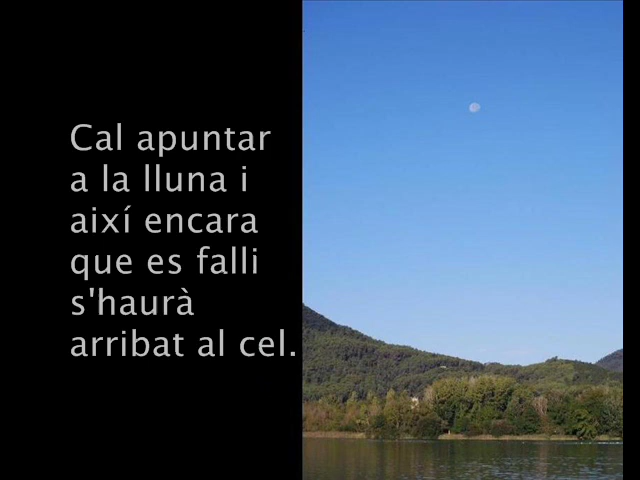 Cal apuntar
a la lluna i
així encara
que es falli
s'haurà
arribat al cel.